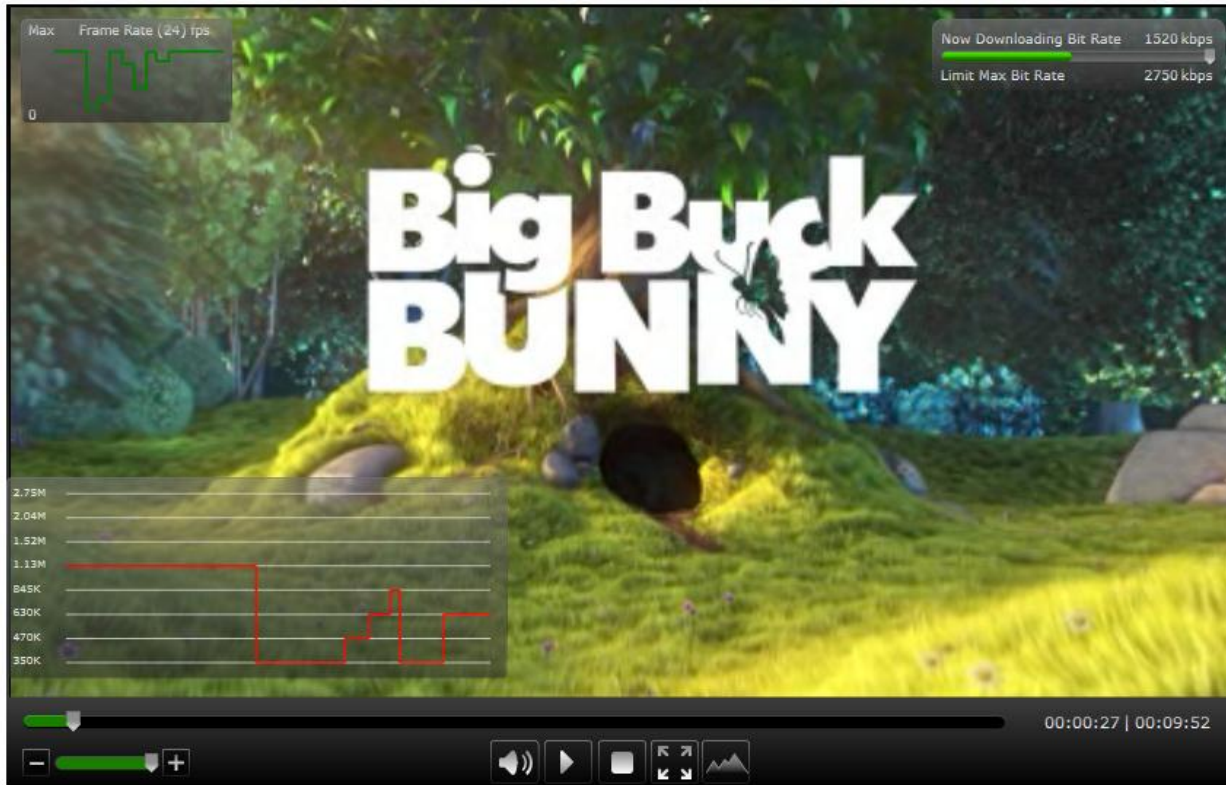 Max Frame Rate (24) fps
0
Now Downloading Bit Rate 1520 kbps
Limit Max Bit Rate 2750 kbps
Big Buck
BUNNY
2.75M
2.04M
1.52M
1.13M
845K
630K
470K
350K
00:00:27 | 00:09:52